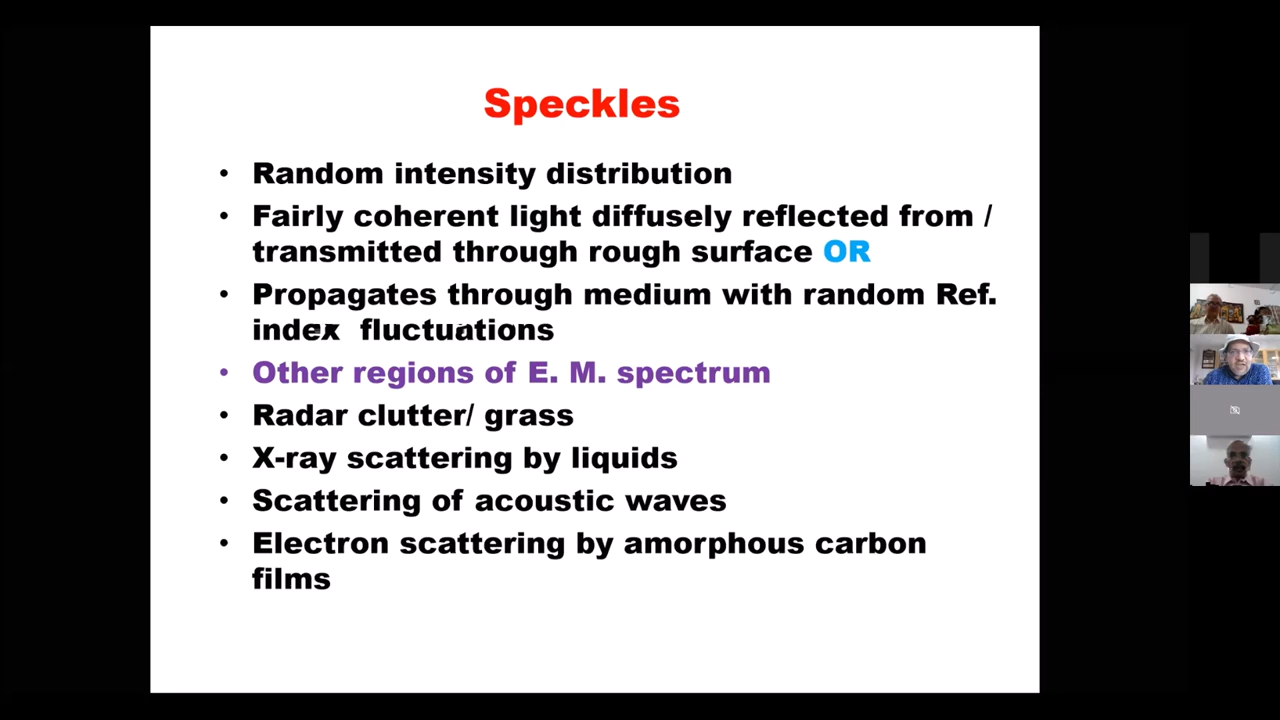 Speckles
• Random intensity distribution
• Fairly coherent light diffusely reflected from /
transmitted through rough surface OR
• Propagates through medium with random Ref.
index fluctuations
• Other regions of E. M. spectrum
• Radar clutter/ grass
• X-ray scattering by liquids
• Scattering of acoustic waves
• Electron scattering by amorphous carbon
films